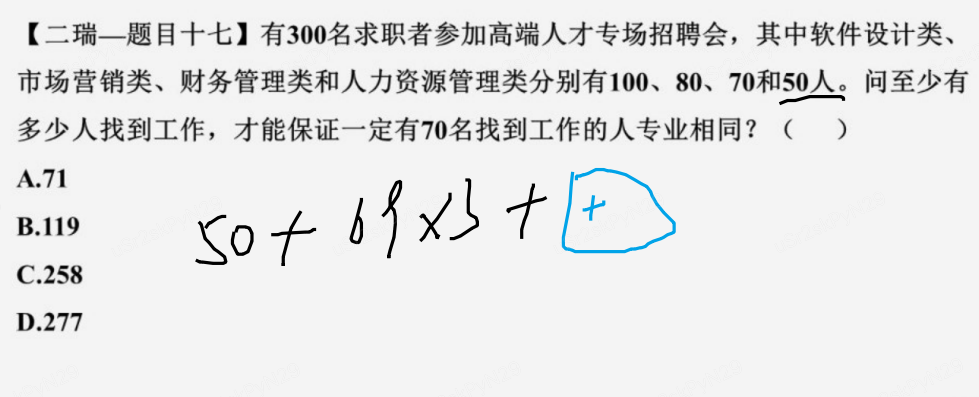 【二瑞—题目十七】有300名求职者参加高端人才专场招聘会，其中软件设计类、
市场营销类、财务管理类和人力资源管理类分别有100、80、70和50人。问至少有
多少人找到工作，才能保证一定有70名找到工作的人专业相同？（ ）
A.71
B.119
C.258
D.277
50+ 69×3 + +